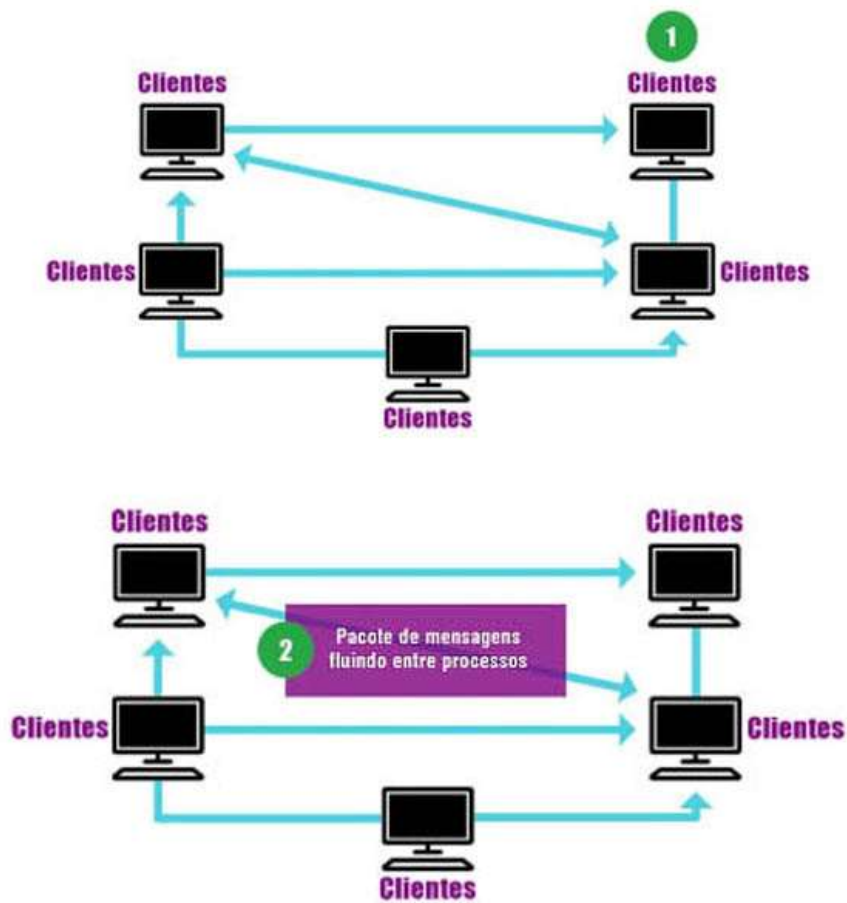 1
Clientes
Clientes
Clientes
Clientes
Clientes
Clientes
Clientes
2
Pacote de mensagens
fluindo entre processos
Clientes
Clientes
Clientes